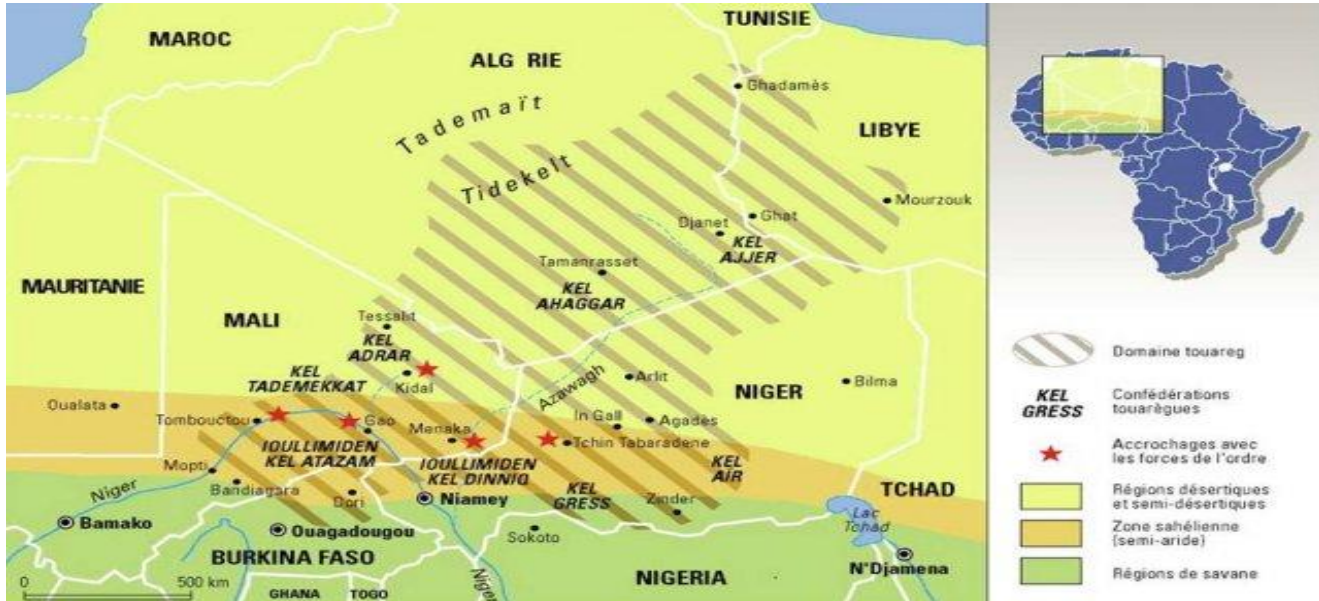 MAROC
TUNISIE
ALG RIE
Ghadamès
Tademaït
LIBYE
Tidekelt
Mourzouk
Djanet
Ghat
KEL
AJJER
Tamanrasset
KEL
AHAGGAR
MAURITANIE
MALI
Tessalit
KEL
ADRAR
Kidal
KEL
TADEMEKKAT
Azawagh
Arlit
NIGER
Bilma
Oualata
Tombouctou
Gao
Menaka
In Gall
Agadès
Tchin Tabaradene
IOULLIMIDEN
KEL ATAZAM
IOULLIMIDEN
KEL DINNIQ
KEL
AÏR
Mopti
Bandiagara
Dori
Niamey
KEL
GRESS
Zinder
TCHAD
Niger
Bamako
Ouagadougou
Sokoto
Lac
Tchad
BURKINA FASO
Niger
NIGERIA
N'Djamena
0
500 km
GHANA
TOGO
Domaine touareg
KEL
GRESS
Confédérations
touarègues
Accrochages avec
les forces de l'ordre
Régions désertiques
et semi-désertiques
Zone sahélienne
(semi-aride)
Régions de savane